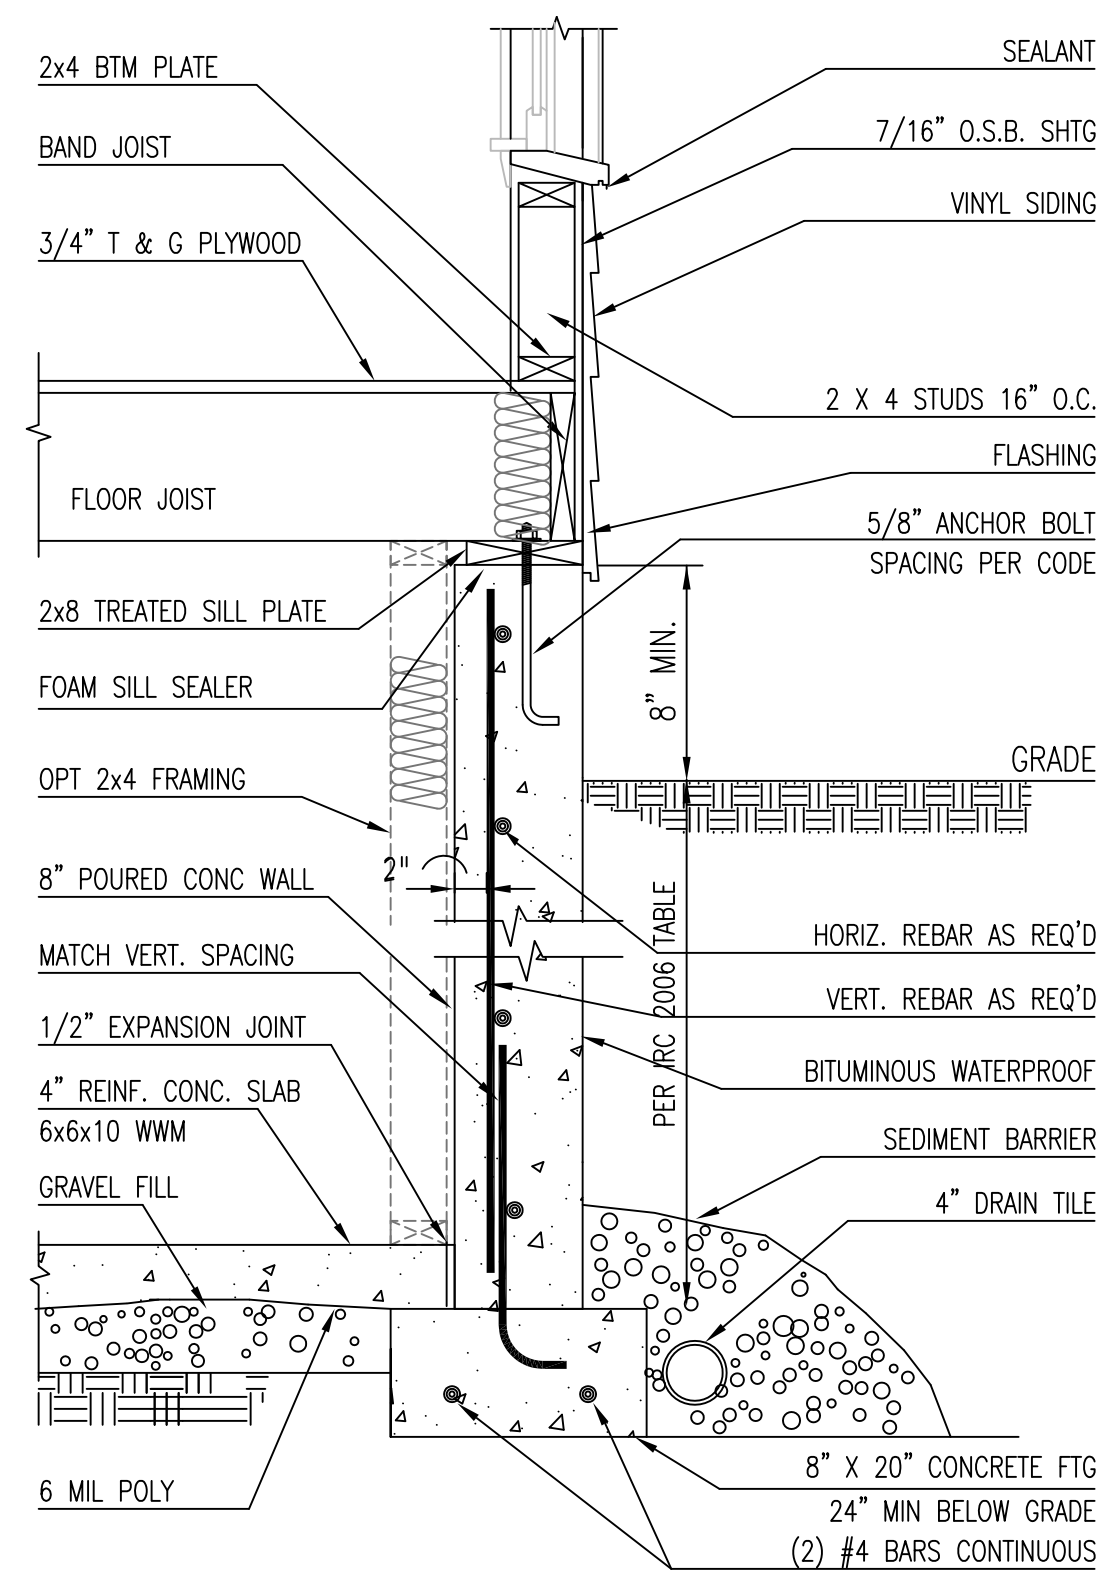 2x4 BTM PLATE
BAND JOIST
3/4” T & G PLYWOOD
FLOOR JOIST
2x8 TREATED SILL PLATE
FOAM SILL SEALER
OPT 2x4 FRAMING
2"
8” POURED CONC WALL
MATCH VERT. SPACING
1/2” EXPANSION JOINT
4” REINF. CONC. SLAB
6x6x10 WWM
GRAVEL FILL
6 MIL POLY
SEALANT
7/16” O.S.B. SHTG
VINYL SIDING
2 X 4 STUDS 16” O.C.
FLASHING
5/8” ANCHOR BOLT
SPACING PER CODE
8” MIN.
GRADE
PER IRC 2006 TABLE
HORIZ. REBAR AS REQ’D
VERT. REBAR AS REQ’D
BITUMINOUS WATERPROOF
SEDIMENT BARRIER
4” DRAIN TILE
8” X 20” CONCRETE FTG
24” MIN BELOW GRADE
(2) #4 BARS CONTINUOUS